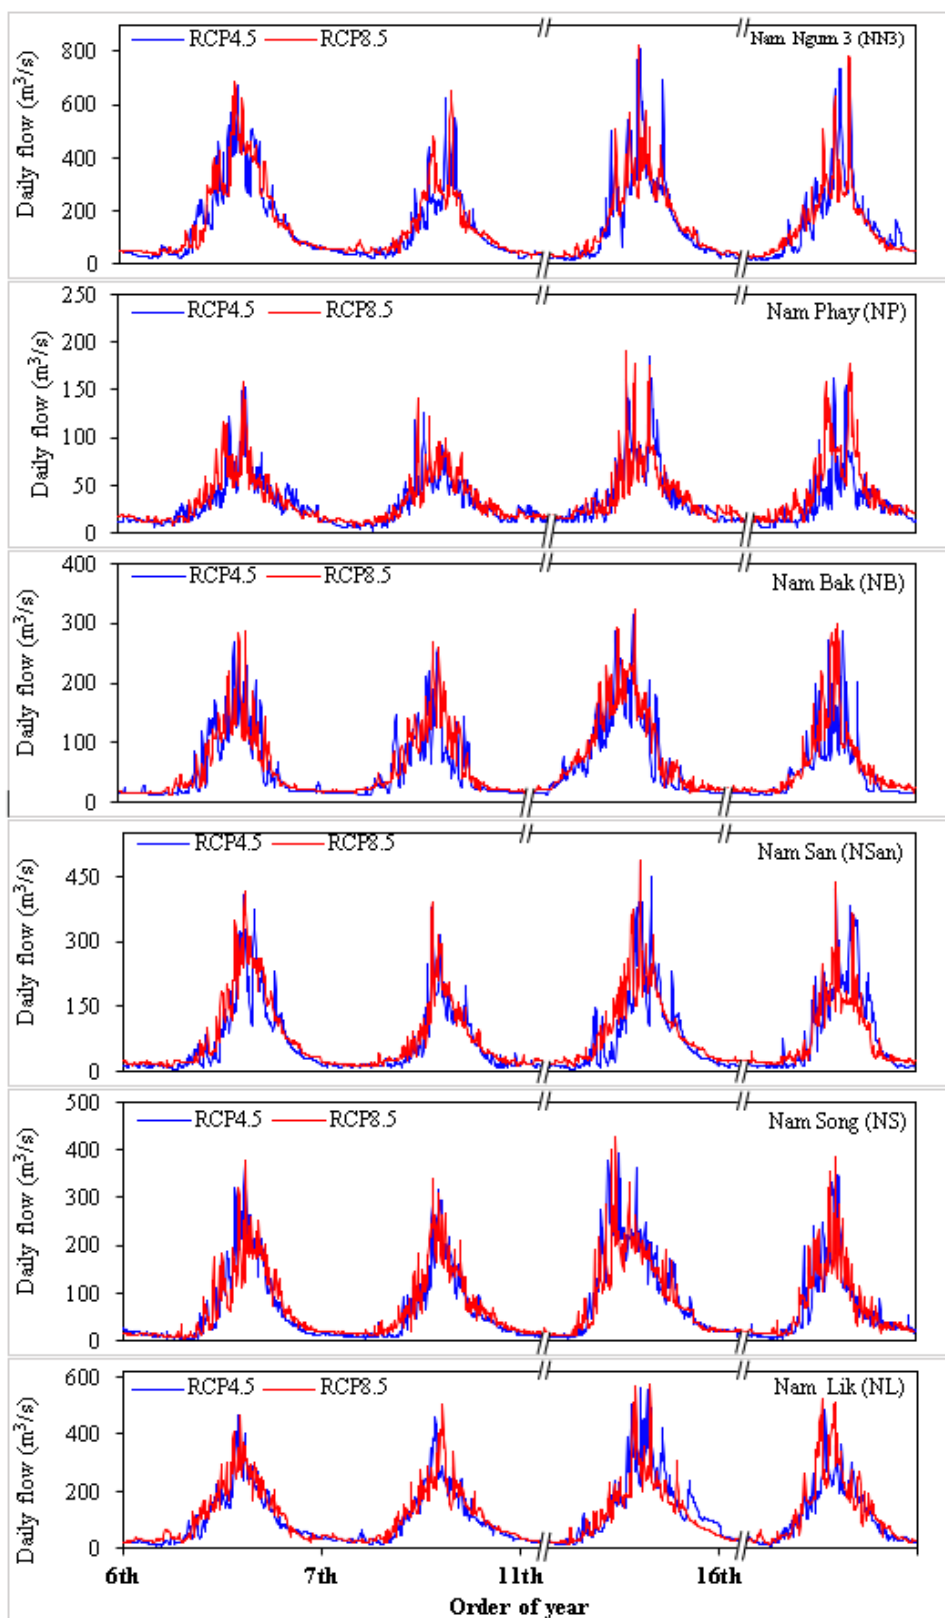 RCP4.5 RCP8.5 Nam Ngum 3 (NN3)
Daily flow (m³/s)
800
600
400
200
0
RCP4.5 RCP8.5 Nam Phay (NP)
Daily flow (m³/s)
250
200
150
100
50
0
RCP4.5 RCP8.5 Nam Bak (NB)
Daily flow (m³/s)
400
300
200
100
0
RCP4.5 RCP8.5 Nam San (NSan)
Daily flow (m³/s)
450
300
150
0
RCP4.5 RCP8.5 Nam Song (NS)
Daily flow (m³/s)
500
400
300
200
100
0
RCP4.5 RCP8.5 Nam Lik (NL)
Daily flow (m³/s)
600
400
200
0
6th 7th 11th 16th
Order of year